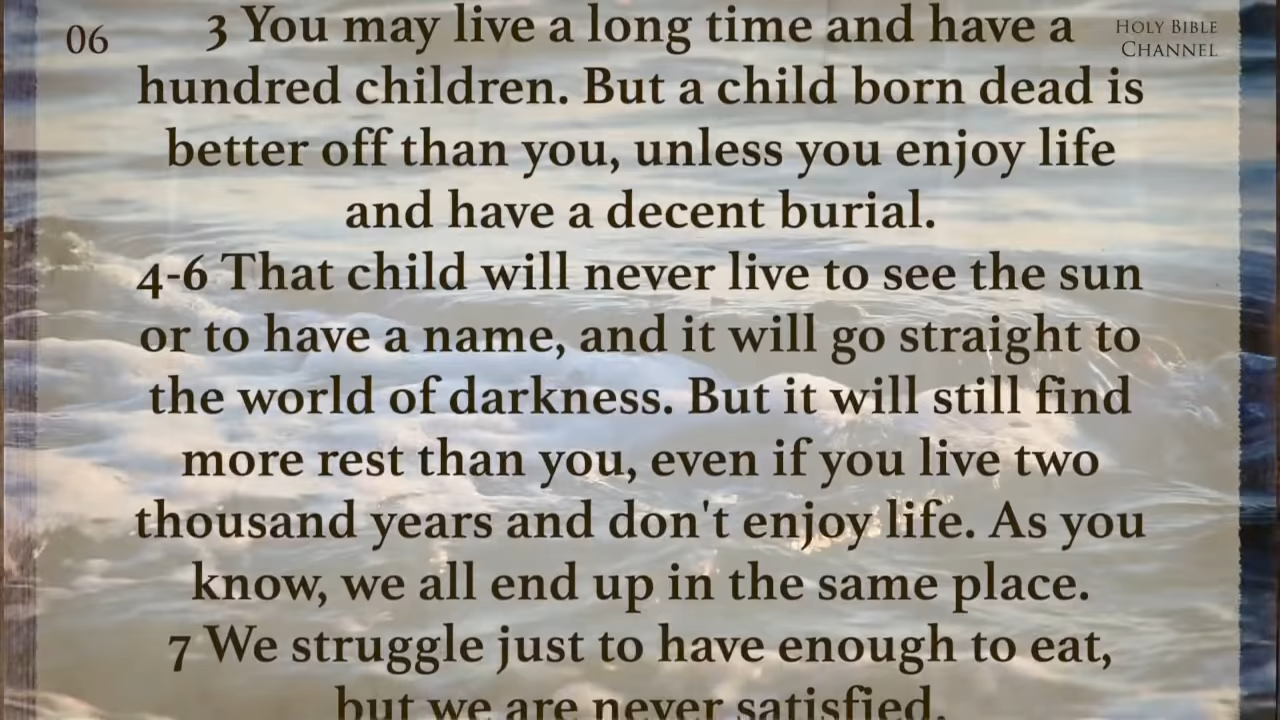 06
HOLY BIBLE
CHANNEL
3 You may live a long time and have a
hundred children. But a child born dead is
better off than you, unless you enjoy life
and have a decent burial.
4-6 That child will never live to see the sun
or to have a name, and it will go straight to
the world of darkness. But it will still find
more rest than you, even if you live two
thousand years and don't enjoy life. As you
know, we all end up in the same place.
7 We struggle just to have enough to eat,
but we are never satisfied.